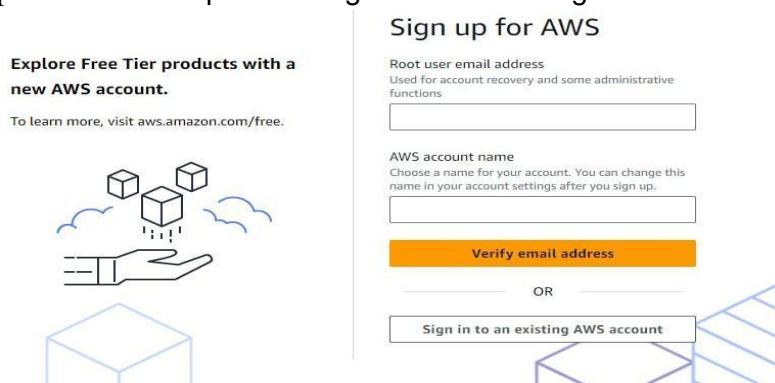 Explore Free Tier products with a
new AWS account.
To learn more, visit aws.amazon.com/free.
Sign up for AWS
Root user email address
Used for account recovery and some administrative
functions
AWS account name
Choose a name for your account. You can change this
name in your account settings after you sign up.
Verify email address
OR
Sign in to an existing AWS account